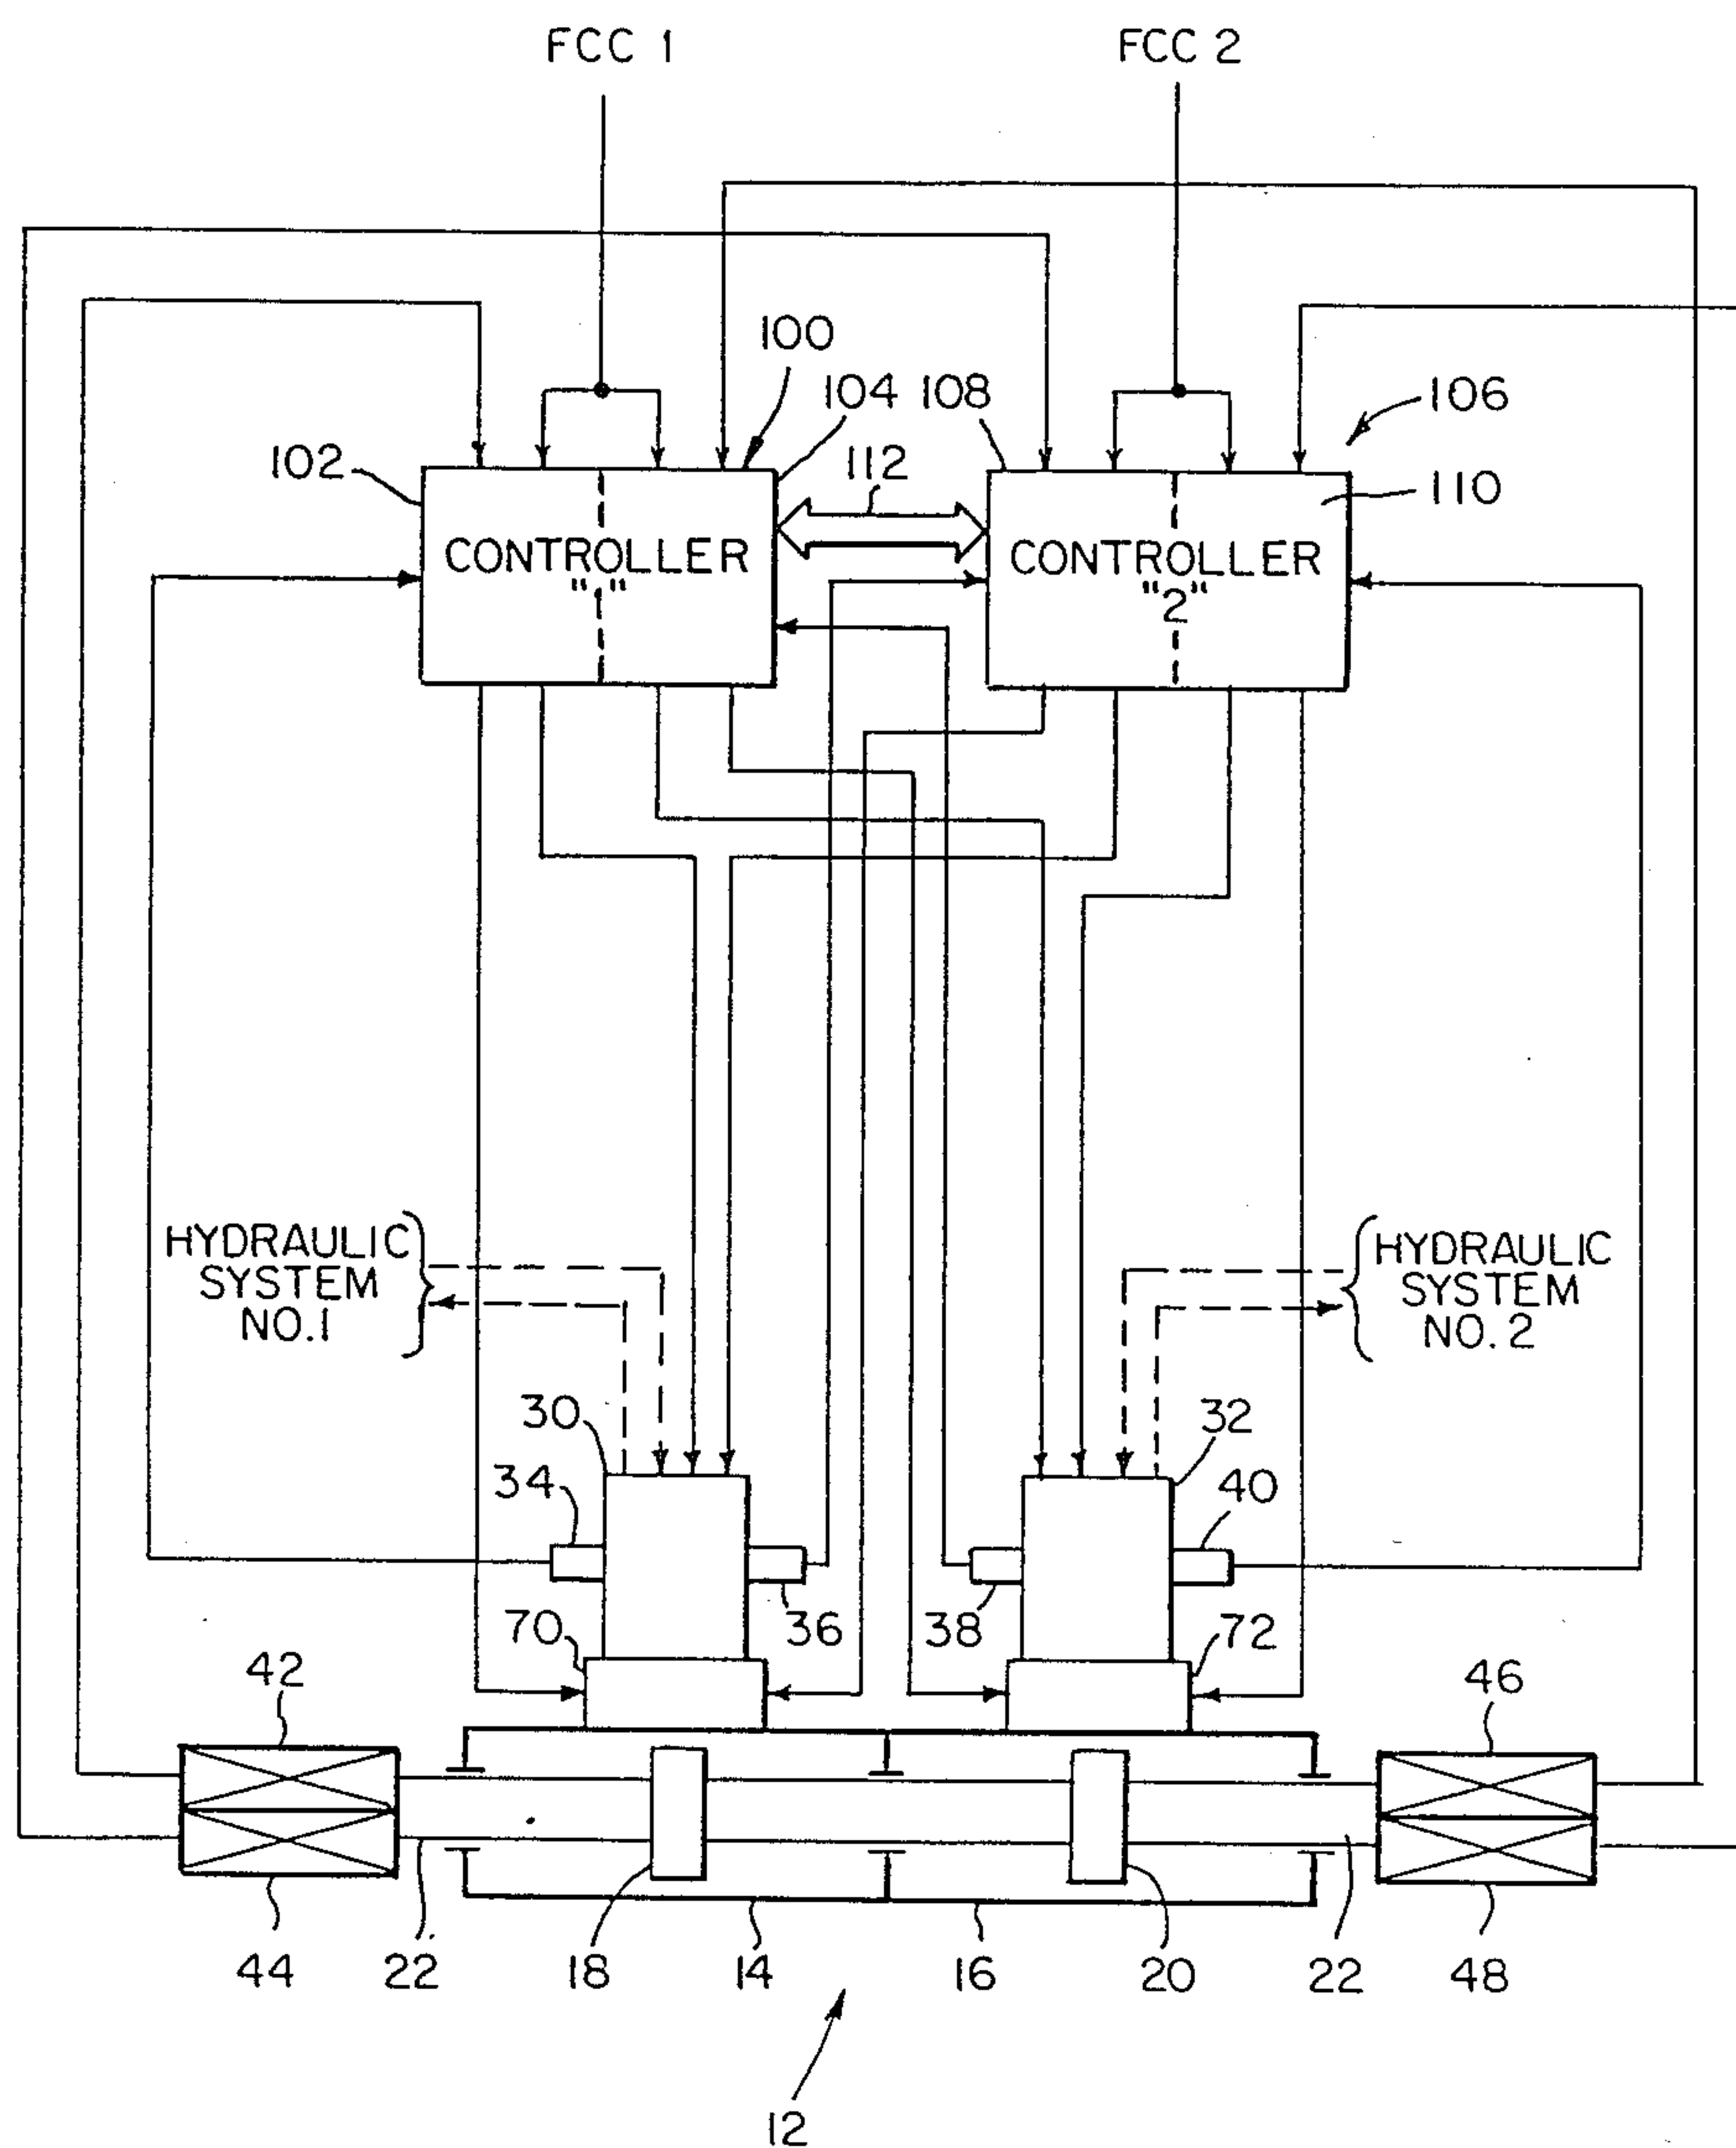 FCC 1
FCC 2
100
104
108
106
102
112
110
CONTROLLER
"1"
CONTROLLER
"2"
HYDRAULIC
SYSTEM
NO.1
HYDRAULIC
SYSTEM
NO. 2
30
32
34
40
36
38
70
72
42
46
44
22
18
14
16
20
22
48
12